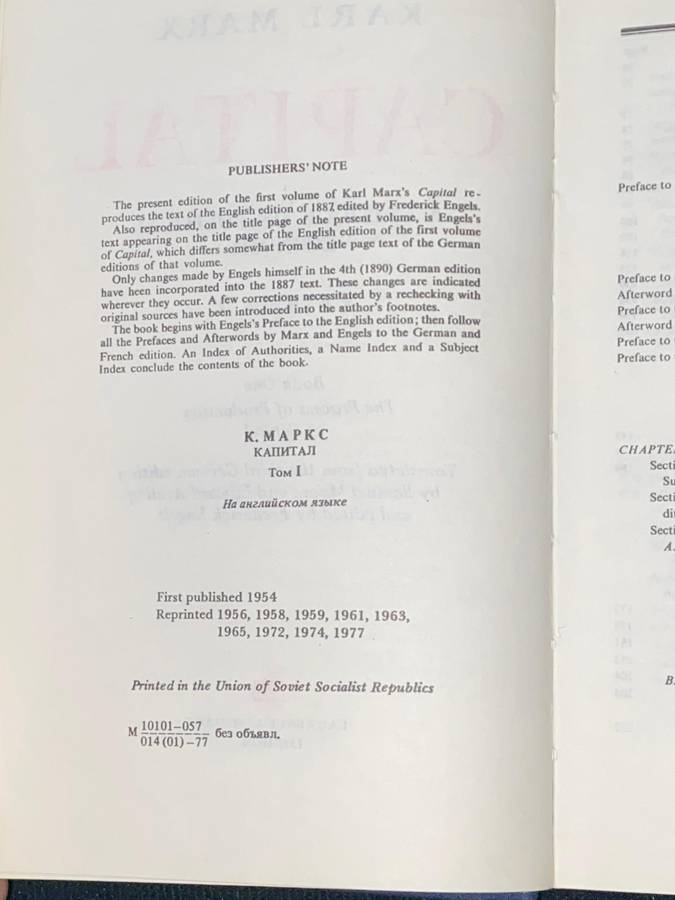 PUBLISHERS' NOTE
The present edition of the first volume of Karl Marx's Capital re-
produces the text of the English edition of 1887, edited by Frederick Engels.
Also reproduced, on the title page of the present volume, is Engels's
text appearing on the title page of the English edition of the first volume
of Capital, which differs somewhat from the title page text of the German
editions of that volume.
Only changes made by Engels himself in the 4th (1890) German edition
have been incorporated into the 1887 text. These changes are indicated
wherever they occur. A few corrections necessitated by a rechecking with
original sources have been introduced into the author's footnotes.
The book begins with Engels's Preface to the English edition; then follow
all the Prefaces and Afterwords by Marx and Engels to the German and
French edition. An Index of Authorities, a Name Index and a Subject
Index conclude the contents of the book.
К. МАРКС
КАПИТАЛ
Том I
На английском языке
First published 1954
Reprinted 1956, 1958, 1959, 1961, 1963,
1965, 1972, 1974, 1977
Printed in the Union of Soviet Socialist Republics
М 10101–057
014(01)–77 без объявл.
Preface to
Preface to
Afterword
Preface to
Afterword
Preface to
Preface to
CHAPTE
Secti
Su
Secti
di
Secti
A.
B.